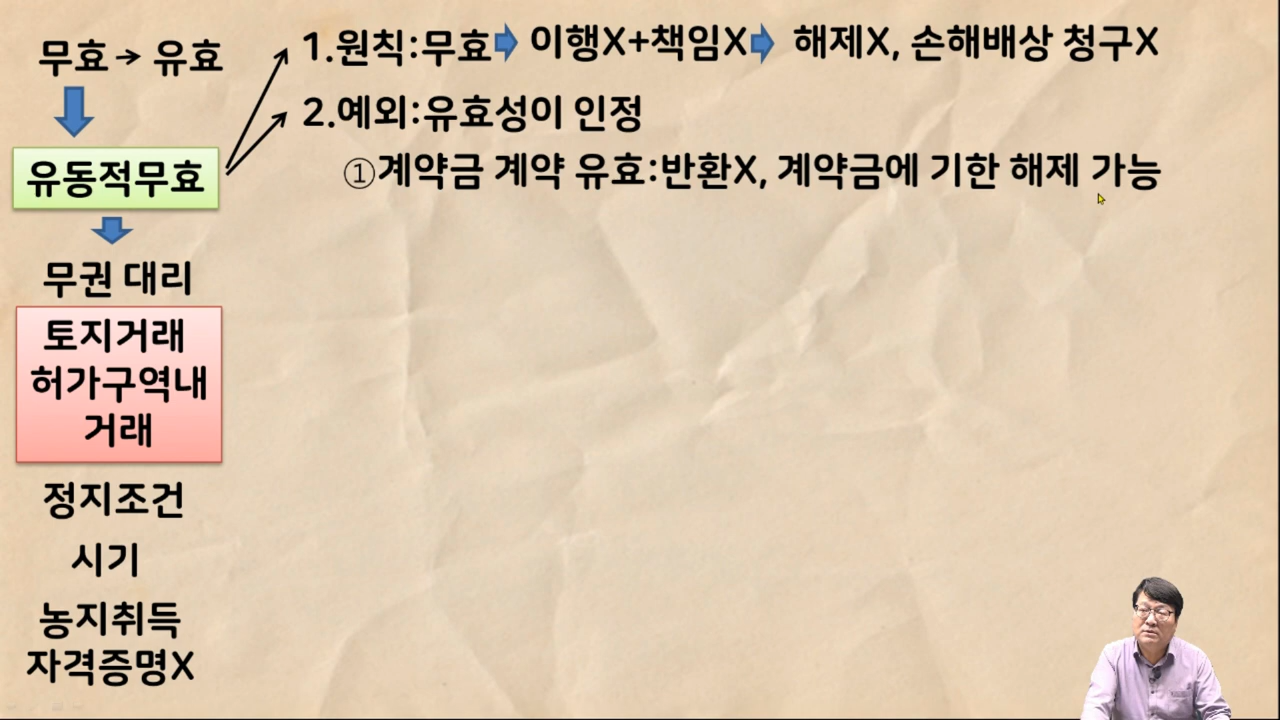 무효→ 유효
유동적무효
무권 대리
토지거래
허가구역내
거래
정지조건
시기
농지취득
자격증명X
1.원칙:무효 이행X+책임X 해제X, 손해배상 청구X
2.예외:유효성이 인정
①계약금 계약 유효:반환X, 계약금에 기한 해제 가능